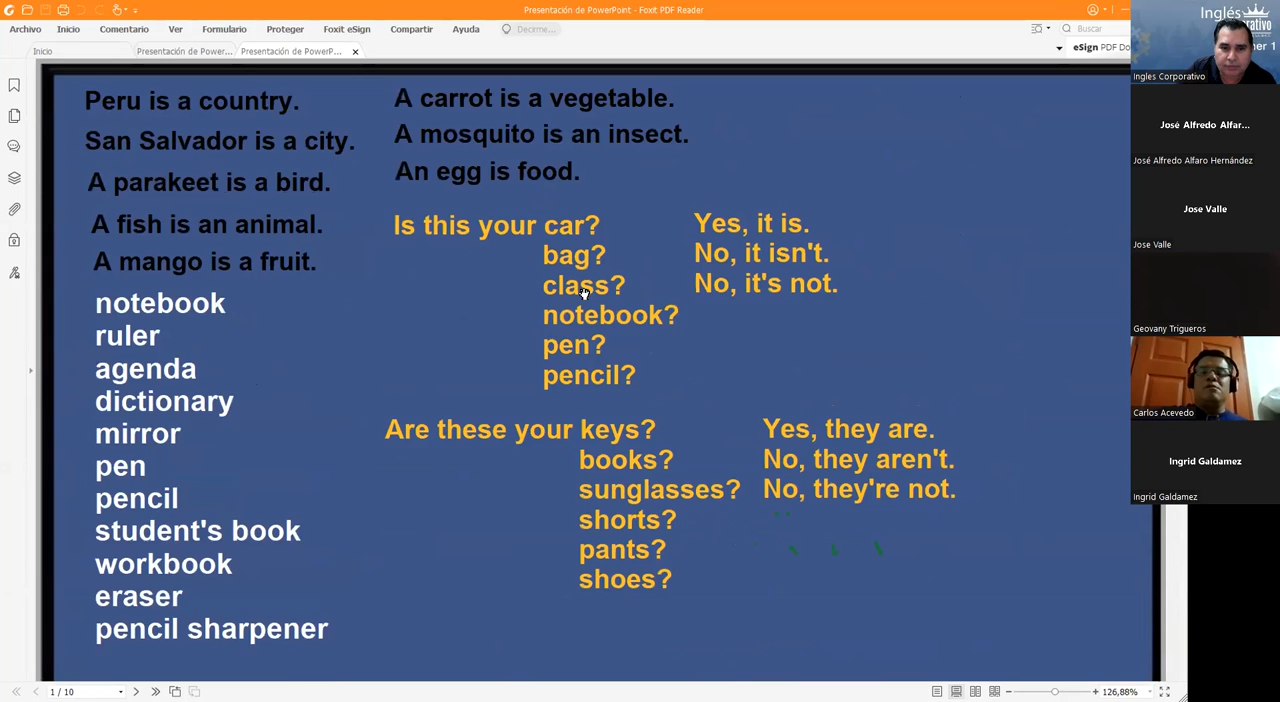 Presentación de PowerPoint - Foxit PDF Reader
Archivo Inicio Comentario Ver Formulario Proteger Foxit eSign Compartir Ayuda Decirme... Buscar
Inicio Presentación de Power... Presentación de PowerP... eSign PDF Do
Peru is a country.
San Salvador is a city.
A parakeet is a bird.
A fish is an animal.
A mango is a fruit.
notebook
ruler
agenda
dictionary
mirror
pen
pencil
student's book
workbook
eraser
pencil sharpener
A carrot is a vegetable.
A mosquito is an insect.
An egg is food.
Is this your car?
bag?
class?
notebook?
pen?
pencil?
Yes, it is.
No, it isn't.
No, it's not.
Are these your keys?
books?
sunglasses?
shorts?
pants?
shoes?
Yes, they are.
No, they aren't.
No, they're not.
Inglés
Ingles Corporativo
José Alfredo Alfar...
José Alfredo Alfaro Hernández
Jose Valle
Jose Valle
Geovany Trigueros
Carlos Acevedo
Ingrid Galdamez
Ingrid Galdamez
1 / 10
126,88%